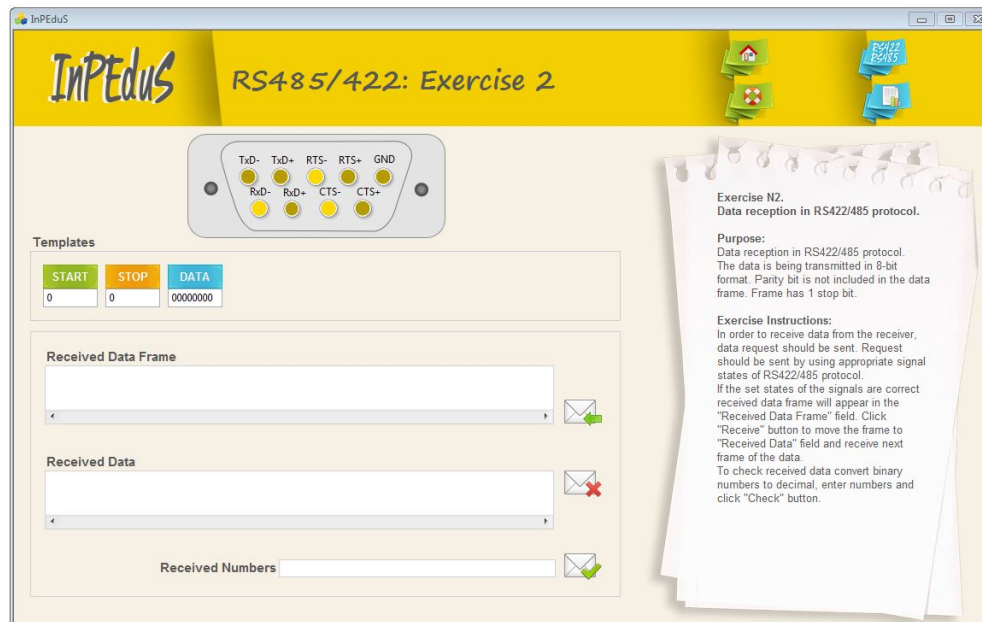 InPEduS
InPEduS
RS485/422: Exercise 2
RS422
RS485
TxD- TxD+ RTS- RTS+ GND
RxD- RxD+ CTS- CTS+
Templates
START STOP DATA
0 0 00000000
Received Data Frame
Received Data
Received Numbers
Exercise N2.
Data reception in RS422/485 protocol.
Purpose:
Data reception in RS422/485 protocol.
The data is being transmitted in 8-bit
format. Parity bit is not included in the data
frame. Frame has 1 stop bit.
Exercise Instructions:
In order to receive data from the receiver,
data request should be sent. Request
should be sent by using appropriate signal
states of RS422/485 protocol.
If the set states of the signals are correct
received data frame will appear in the
"Received Data Frame" field. Click
"Receive" button to move the frame to
"Received Data" field and receive next
frame of the data.
To check received data convert binary
numbers to decimal, enter numbers and
click "Check" button.